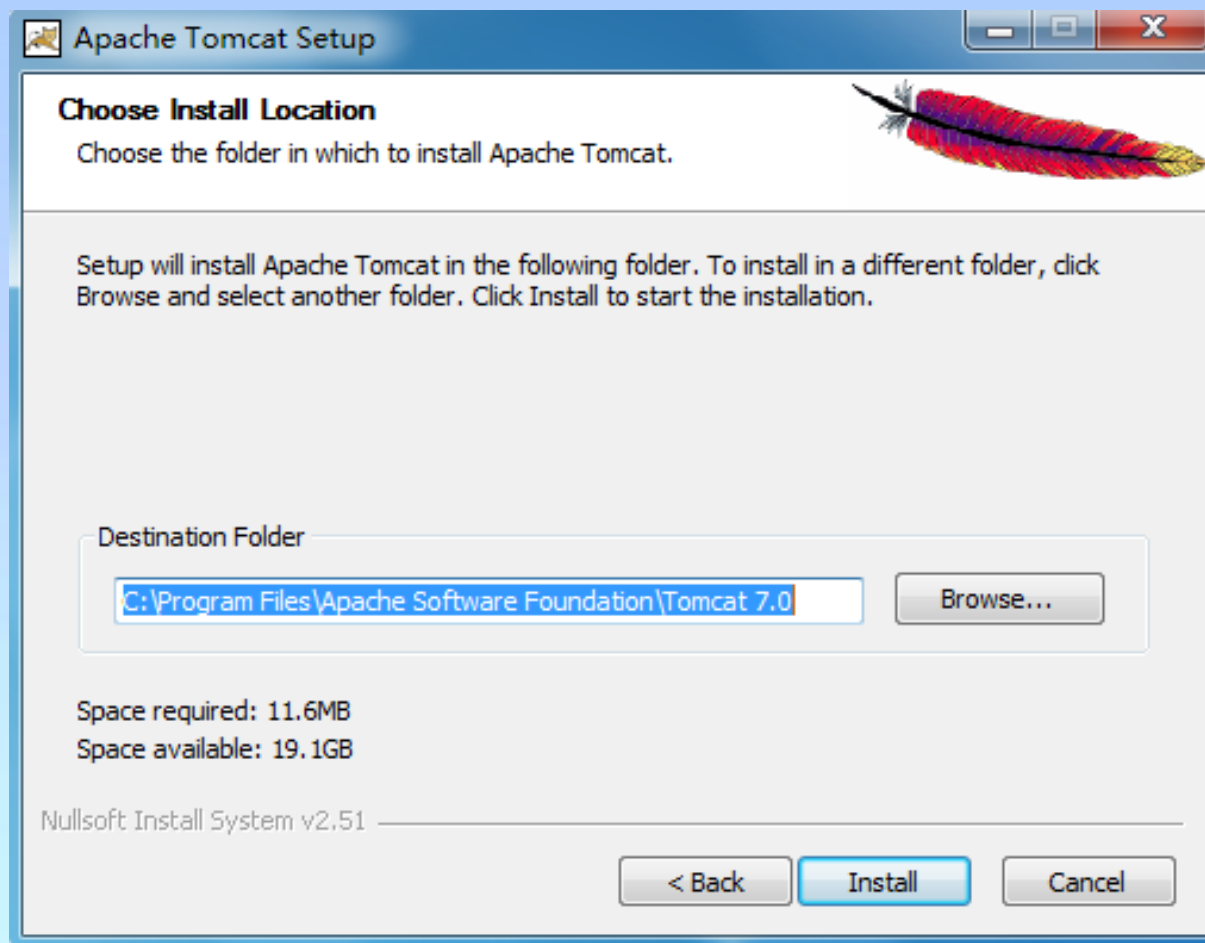 Apache Tomcat Setup
Choose Install Location
Choose the folder in which to install Apache Tomcat.
Setup will install Apache Tomcat in the following folder. To install in a different folder, click
Browse and select another folder. Click Install to start the installation.
Destination Folder
C:\Program Files\Apache Software Foundation\Tomcat 7.0
Browse...
Space required: 11.6MB
Space available: 19.1GB
Nullsoft Install System v2.51
< Back
Install
Cancel